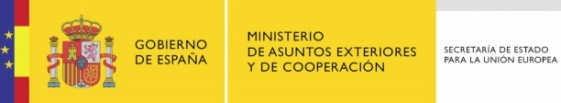 GOBIERNO
DE ESPAÑA
MINISTERIO
DE ASUNTOS EXTERIORES
Y DE COOPERACIÓN
SECRETARÍA DE ESTADO
PARA LA UNIÓN EUROPEA